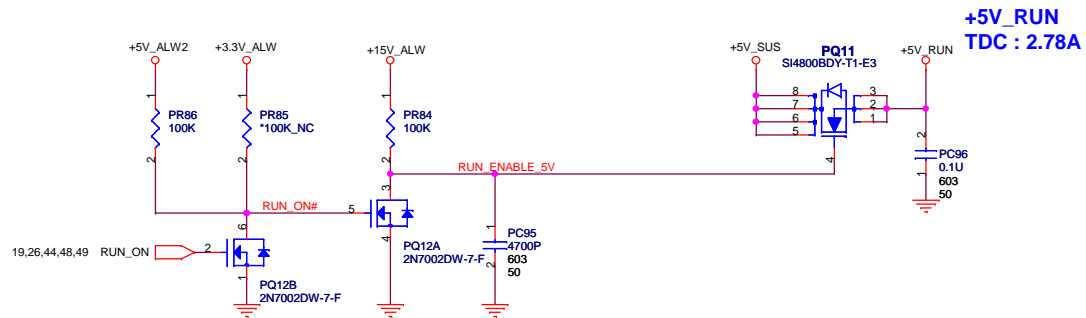 +5V_RUN
TDC : 2.78A
+5V_ALW2
+3.3V_ALW
+15V_ALW
+5V_SUS
PQ11
SI4800BDY-T1-E3
+5V_RUN
1
1
1
8
7
6
5
3
2
1
4
PR86
100K
PR85
*100K_NC
PR84
100K
2
2
2
RUN_ENABLE_5V
2
PC96
0.1U
603
50
1
RUN_ON#
5
3
4
PQ12A
2N7002DW-7-F
1
PC95
4700P
603
50
2
19,26,44,48,49 RUN_ON
2
6
1
PQ12B
2N7002DW-7-F